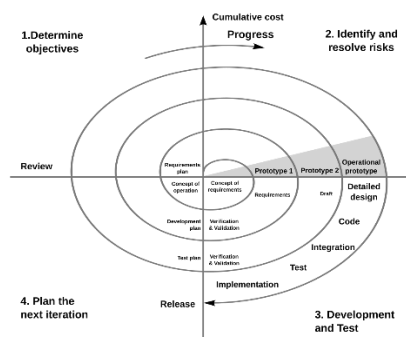 Cumulative cost
1.Determine
objectives
Progress
2. Identify and
resolve risks
Review
Requirements
plan
Prototype 1
Prototype 2
Operational
prototype
Concept of
operation
Concept of
requirements
Requirements
Draft
Detailed
design
Development
plan
Verification
& Validation
Code
Integration
Test plan
Verification
& Validation
Test
Implementation
4. Plan the
next iteration
Release
3. Development
and Test